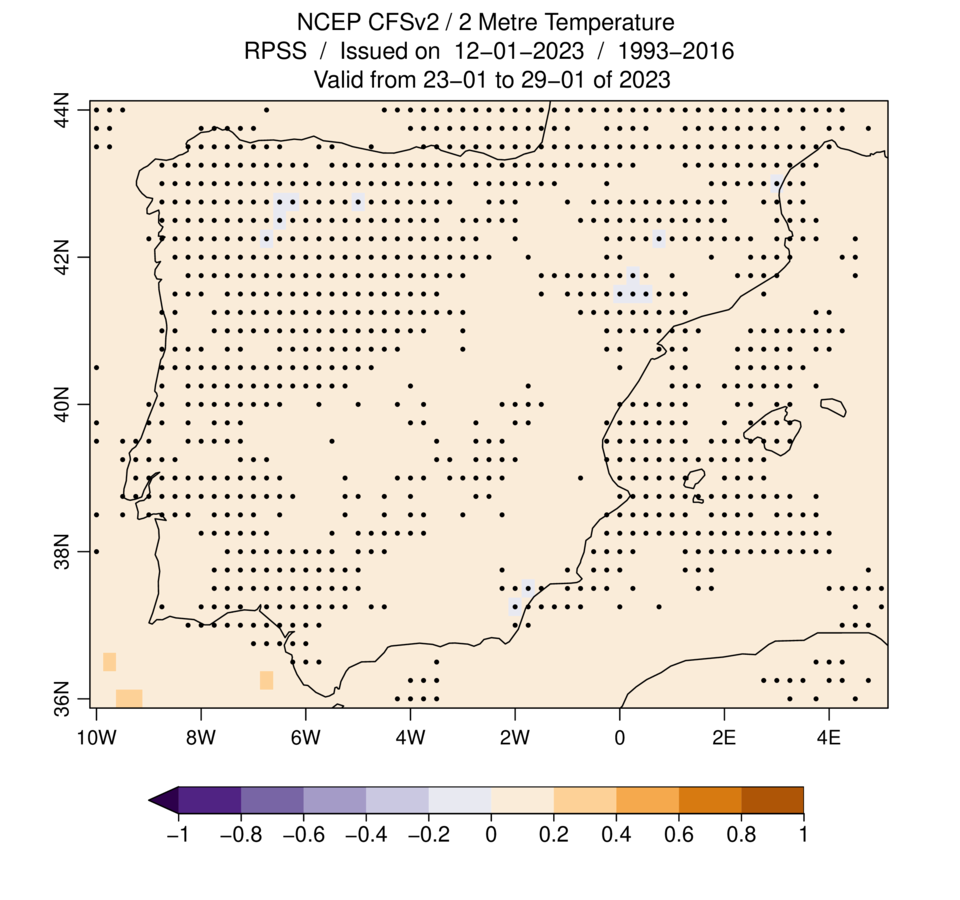 NCEP CFSv2 / 2 Metre Temperature
RPSS / Issued on 12−01−2023 / 1993−2016
Valid from 23−01 to 29−01 of 2023
44N
42N
40N
38N
36N
10W 8W 6W 4W 2W 0 2E 4E
−1 −0.8 −0.6 −0.4 −0.2 0 0.2 0.4 0.6 0.8 1